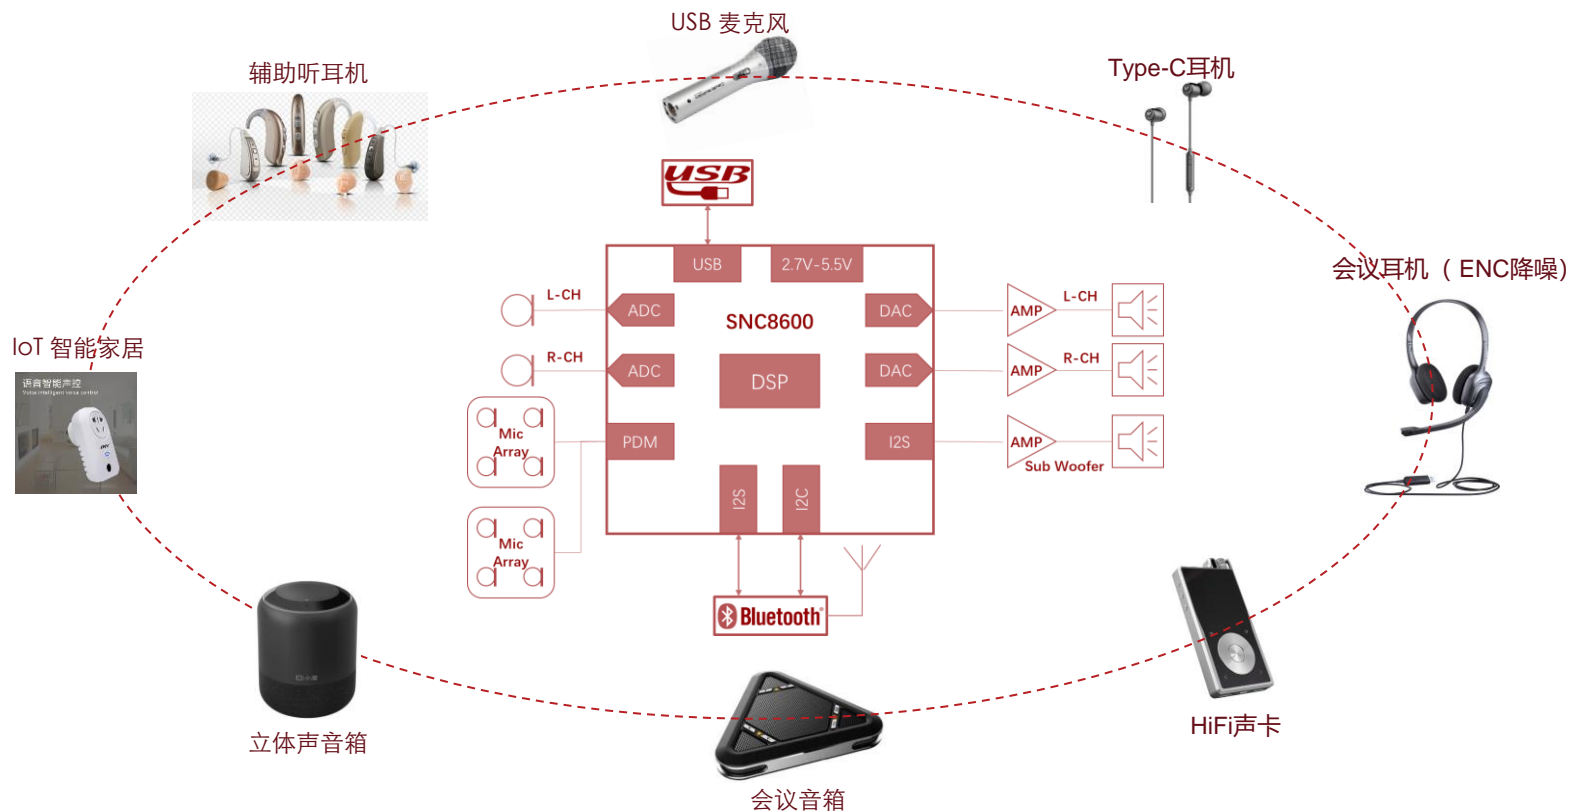 USB 麦克风
辅助听耳机
Type-C耳机
USB
USB
2.7V-5.5V
会议耳机（ ENC降噪）
L-CH
ADC
SNC8600
DAC
AMP
L-CH
IoT 智能家居
语音智能声控
Voice intelligent voice control
R-CH
ADC
DSP
DAC
AMP
R-CH
Mic
Array
PDM
I2S
AMP
Sub Woofer
I2S
I2C
Mic
Array
Bluetooth
立体声音箱
HiFi声卡
会议音箱